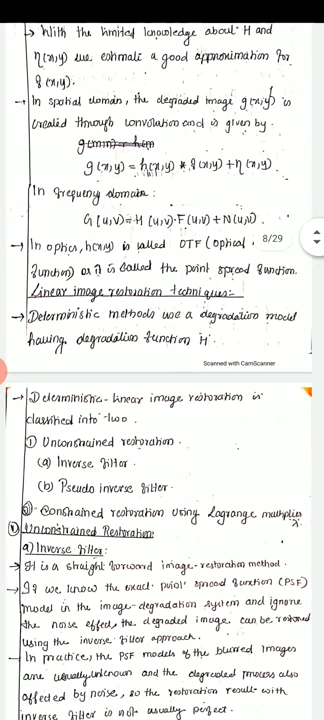 → With the limited knowledge about H and
η(x,y) we estimate a good approximation for
f(x,y).
→ In spatial domain, the degraded image g(x,y) is
created through convolution and is given by.
g(x,y) = h(x,y) * f(x,y) + η(x,y).
In frequency domain:
G(u,v) = H(u,v)·F(u,v) + N(u,v).
→ In optics, h(x,y) is called OTF (optical
8/29
function) or it is called the point spread function.
Linear image restoration techniques:-
→ Deterministic methods use a degradation model
having degradation function H.
Scanned with CamScanner
→ Deterministic-linear image restoration is
classified into two.
① Unconstrained restoration.
(a) Inverse filter.
(b) Pseudo inverse filter.
② Constrained restoration using Lagrange multiplier
λ.
① Unconstrained Restoration:
a) Inverse filter:
→ It is a straight forward image-restoration method.
→ If we know the exact point spread function (PSF)
model in the image-degradation system and ignore
the noise effect, the degraded image can be restored
using the inverse filter approach.
→ In practice, the PSF models of the blurred images
are usually unknown and the degraded process also
affected by noise, so the restoration result with
inverse filter is not usually perfect.